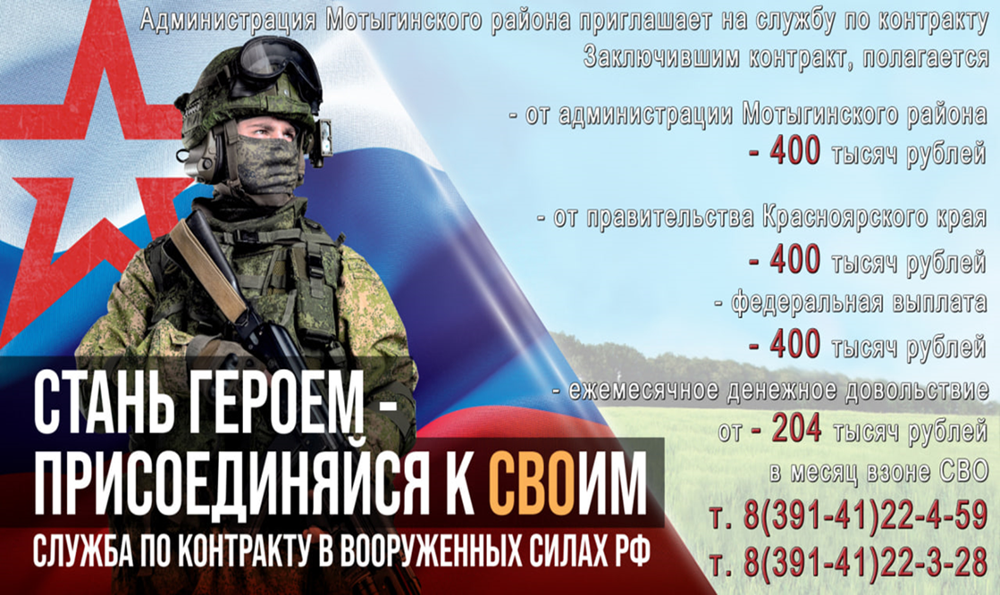 Администрация Мотыгинского района приглашает на службу по контракту
Заключившим контракт, полагается
- от администрации Мотыгинского района
- 400 тысяч рублей
- от правительства Красноярского края
- 400 тысяч рублей
- федеральная выплата
- 400 тысяч рублей
- ежемесячное денежное довольствие
от - 204 тысяч рублей
в месяц взоне СВО
т. 8(391-41)22-4-59
т. 8(391-41)22-3-28
СТАНЬ ГЕРОЕМ -
ПРИСОЕДИНЯЙСЯ К СВОИМ
СЛУЖБА ПО КОНТРАКТУ В ВООРУЖЕННЫХ СИЛАХ РФ